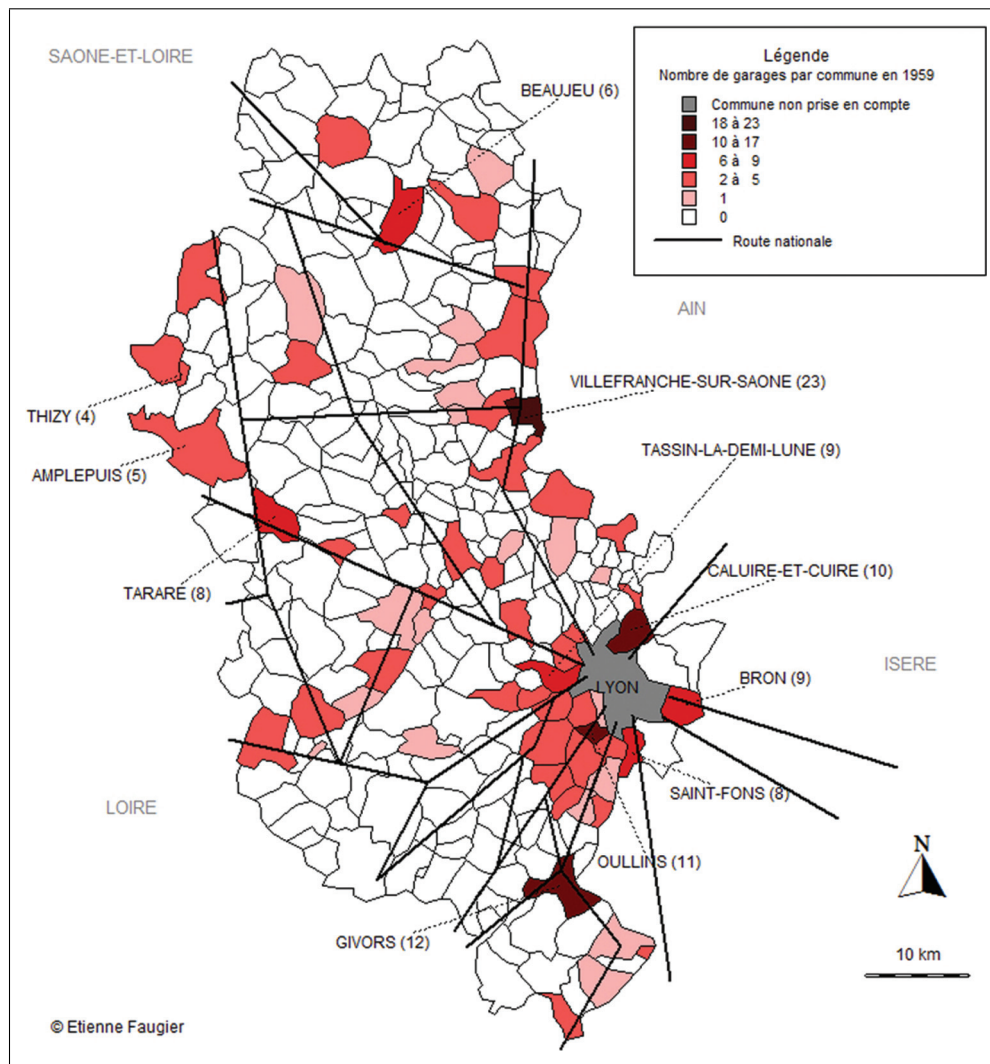 SAONE-ET-LOIRE
BEAUJEU (6)
Légende
Nombre de garages par commune en 1959
Commune non prise en compte
18 à 23
10 à 17
6 à 9
2 à 5
1
0
Route nationale
AIN
VILLEFRANCHE-SUR-SAONE (23)
THIZY (4)
TASSIN-LA-DEMI-LUNE (9)
AMPLEPUIS (5)
CALUIRE-ET-CUIRE (10)
TARARE (8)
ISERE
BRON (9)
LYON
SAINT-FONS (8)
LOIRE
N
OULLINS (11)
GIVORS (12)
10 km
© Etienne Faugier